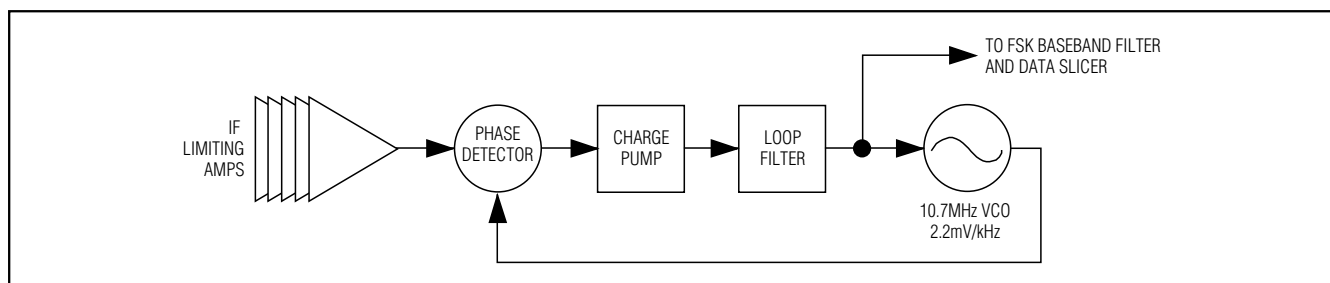 TO FSK BASEBAND FILTER
AND DATA SLICER
IF
LIMITING
AMPS
PHASE
DETECTOR
CHARGE
PUMP
LOOP
FILTER
10.7MHz VCO
2.2mV/kHz